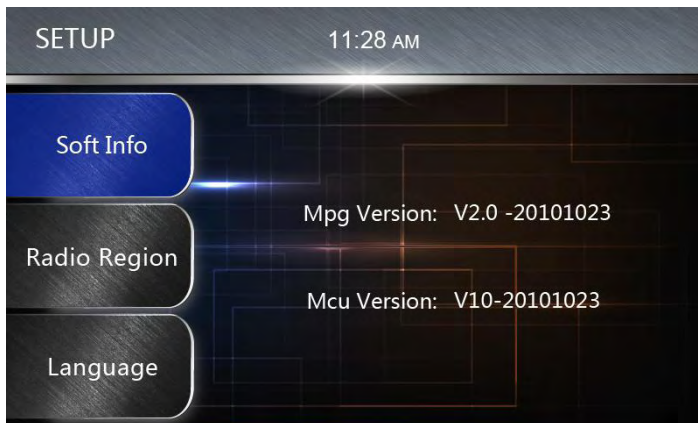 SETUP 11:28 AM
Soft Info
Mpg Version: V2.0 -20101023
Radio Region
Mcu Version: V10-20101023
Language